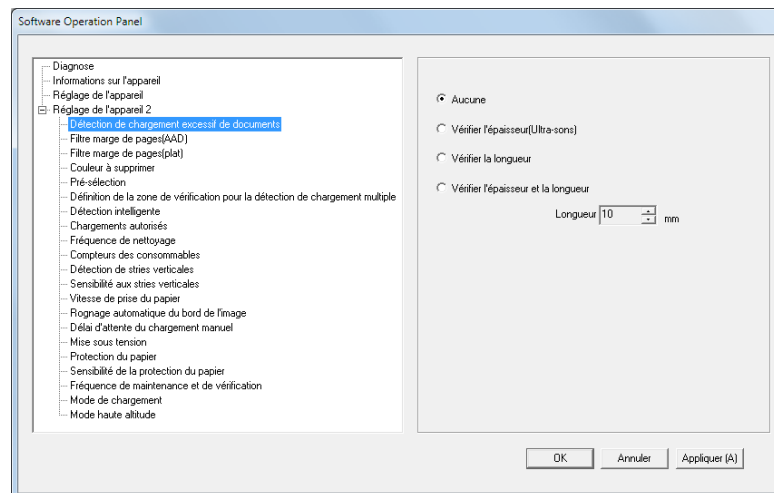 Software Operation Panel
Diagnose
Informations sur l'appareil
Réglage de l'appareil
Réglage de l'appareil 2
Détection de chargement excessif de documents
Filtre marge de pages(AAD)
Filtre marge de pages(plat)
Couleur à supprimer
Pré-sélection
Définition de la zone de vérification pour la détection de chargement multiple
Détection intelligente
Chargements autorisés
Fréquence de nettoyage
Compteurs des consommables
Détection de stries verticales
Sensibilité aux stries verticales
Vitesse de prise du papier
Rognage automatique du bord de l'image
Délai d'attente du chargement manuel
Mise sous tension
Protection du papier
Sensibilité de la protection du papier
Fréquence de maintenance et de vérification
Mode de chargement
Mode haute altitude
Aucune
Vérifier l'épaisseur(Ultra-sons)
Vérifier la longueur
Vérifier l'épaisseur et la longueur
Longueur 10 mm
OK Annuler Appliquer (A)